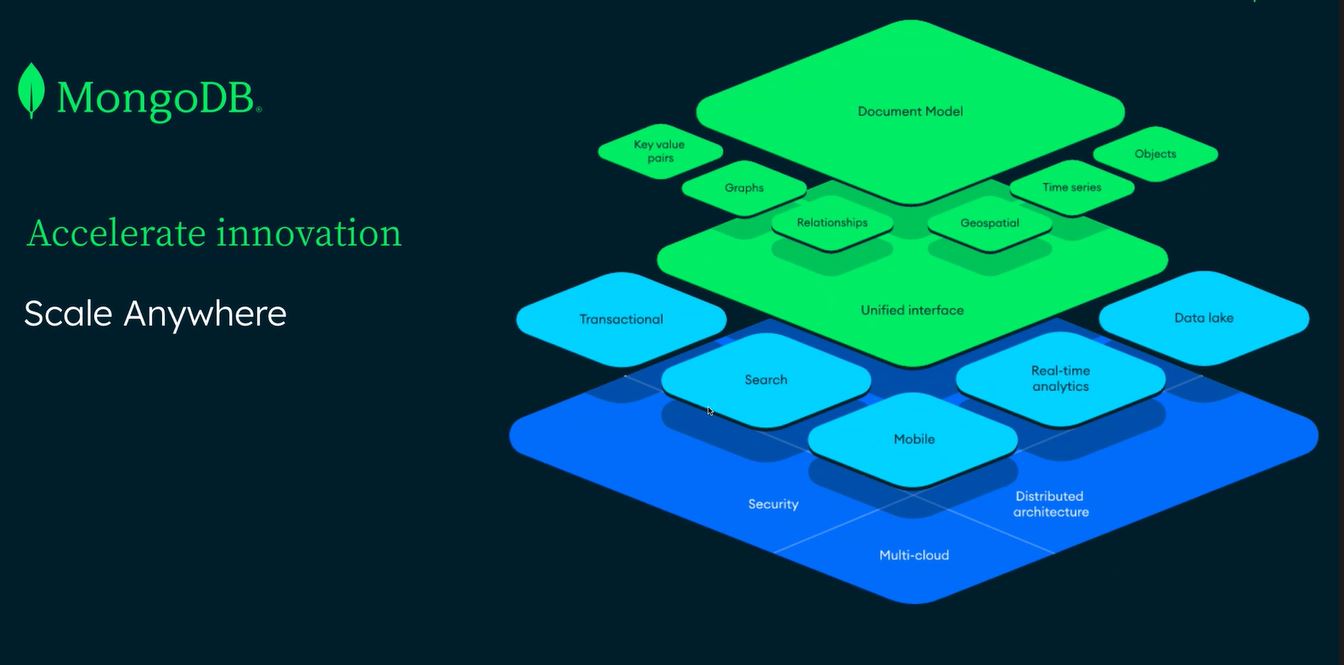 MongoDB®
Accelerate innovation
Scale Anywhere
Document Model
Key value
pairs
Objects
Graphs
Time series
Relationships
Geospatial
Unified interface
Transactional
Data lake
Search
Real-time
analytics
Mobile
Security
Distributed
architecture
Multi-cloud